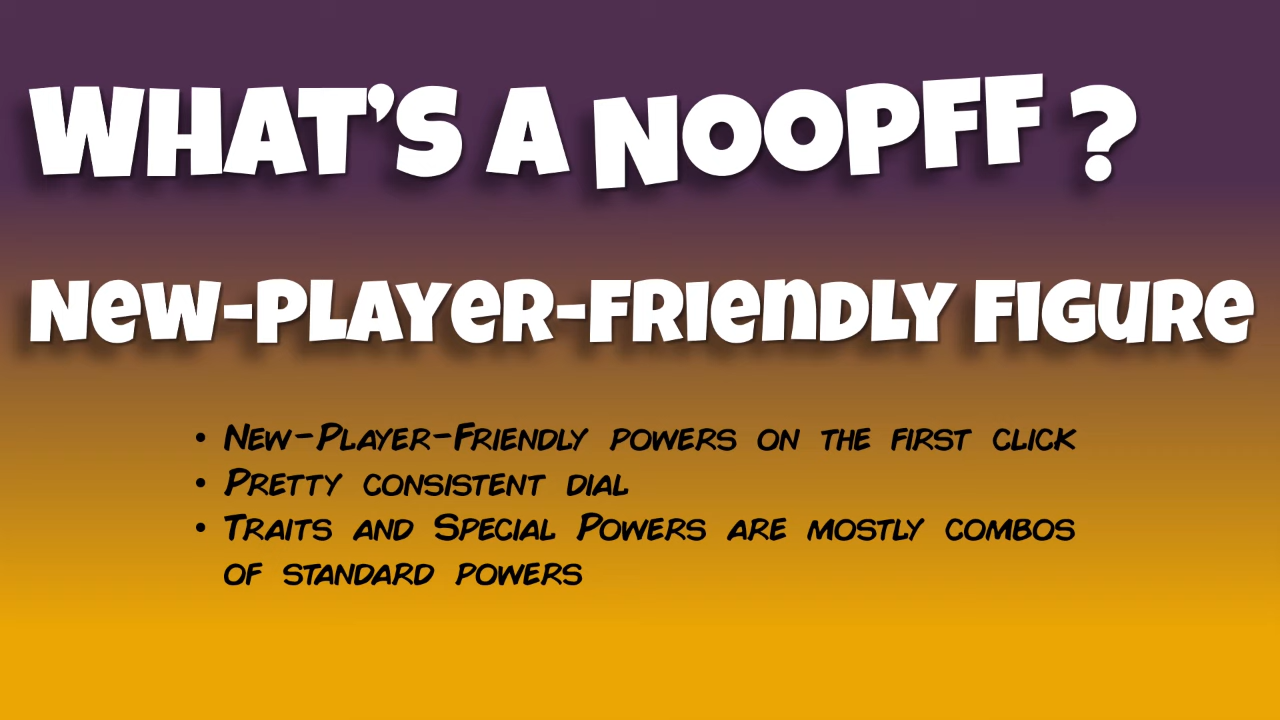 WHAT'S A NOOPFF ?
New-Player-Friendly Figure
• New-Player-Friendly powers on the first click
• Pretty consistent dial
• Traits and Special Powers are mostly combos
of standard powers